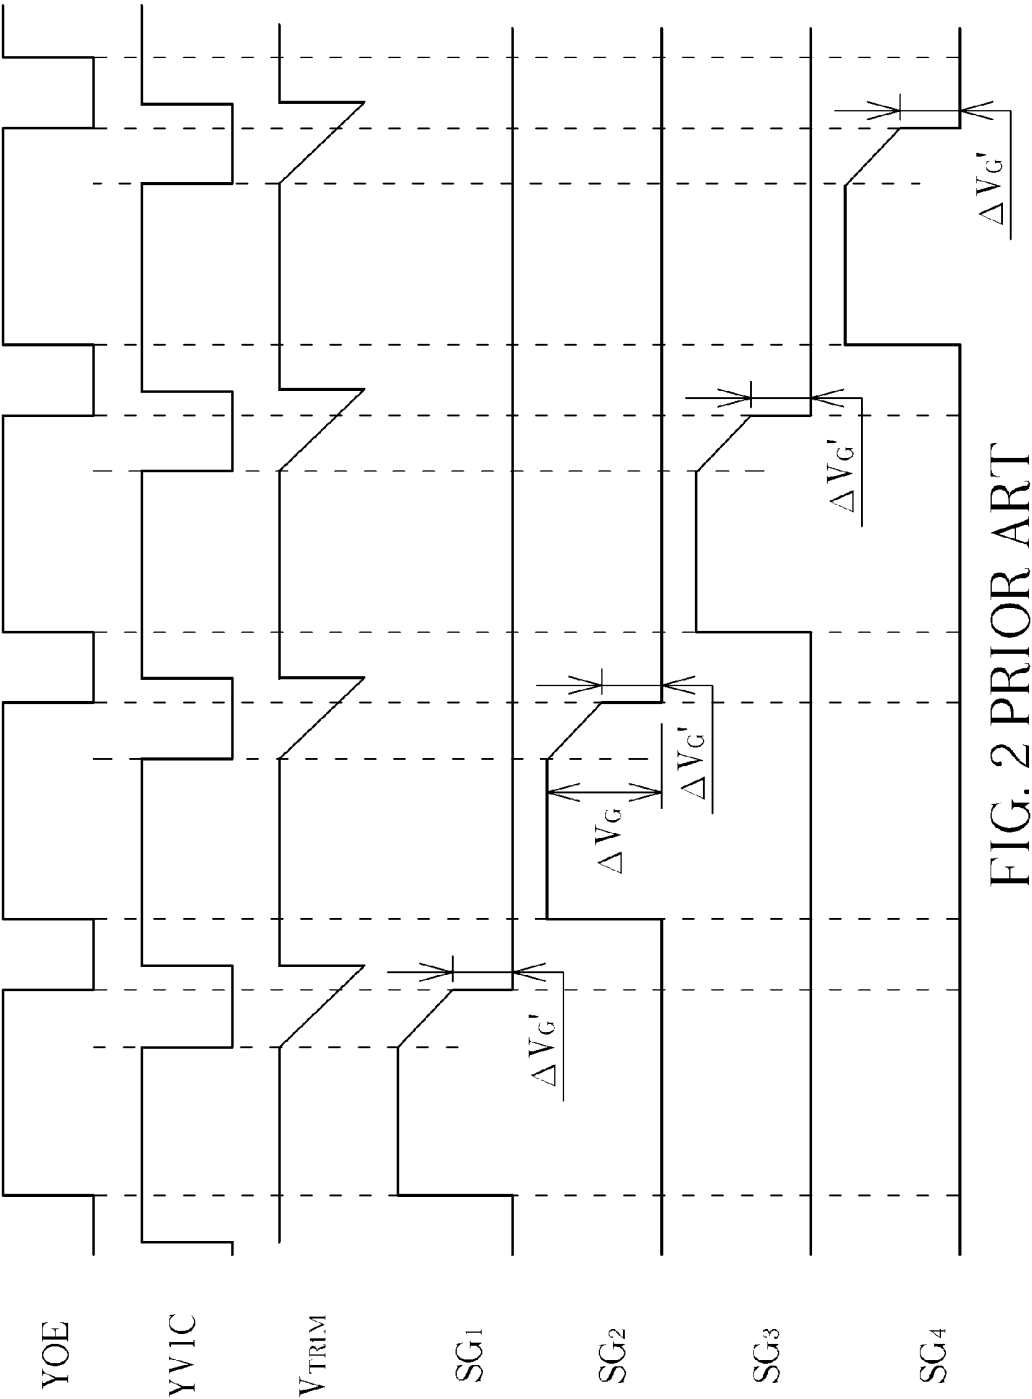 YOE
YV1C
VTRIM
SG1
ΔVG'
SG2
ΔVG
ΔVG'
SG3
ΔVG'
SG4
ΔVG'
FIG. 2 PRIOR ART